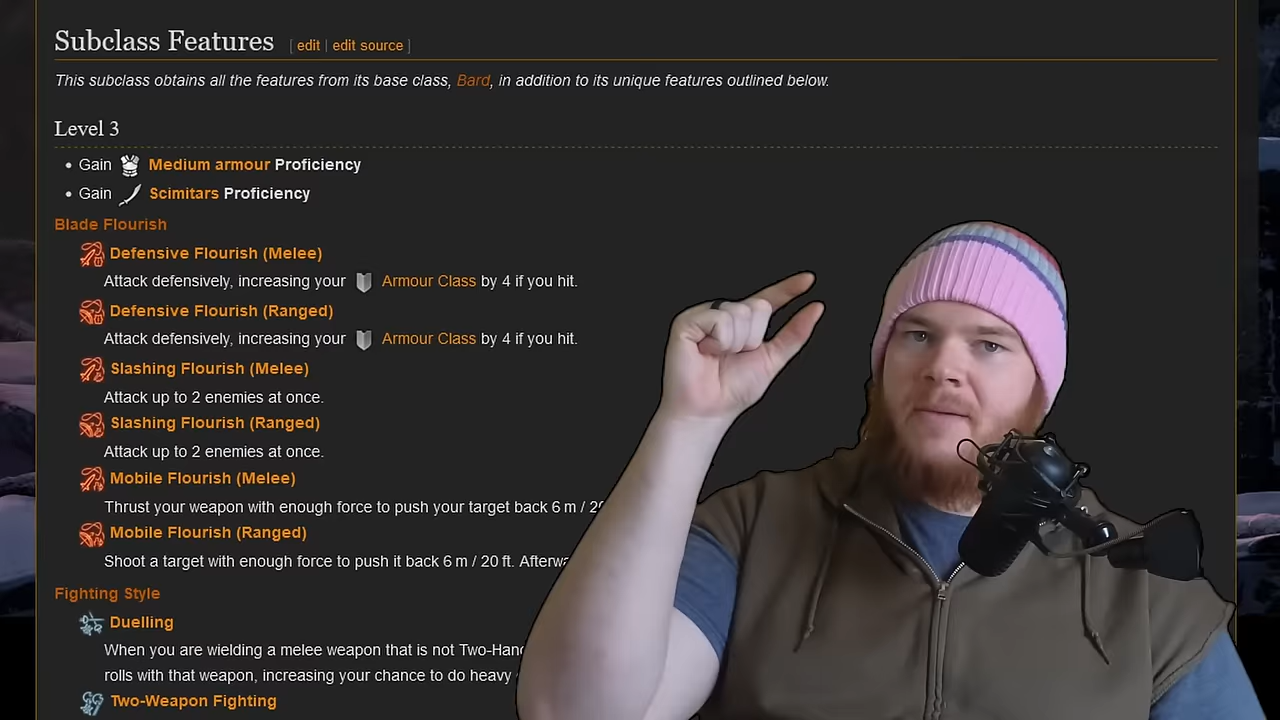 Subclass Features [ edit | edit source ]
This subclass obtains all the features from its base class, Bard, in addition to its unique features outlined below.
Level 3
• Gain Medium armour Proficiency
• Gain Scimitars Proficiency
Blade Flourish
Defensive Flourish (Melee)
Attack defensively, increasing your Armour Class by 4 if you hit.
Defensive Flourish (Ranged)
Attack defensively, increasing your Armour Class by 4 if you hit.
Slashing Flourish (Melee)
Attack up to 2 enemies at once.
Slashing Flourish (Ranged)
Attack up to 2 enemies at once.
Mobile Flourish (Melee)
Thrust your weapon with enough force to push your target back 6 m /
Mobile Flourish (Ranged)
Shoot a target with enough force to push it back 6 m / 20 ft.
Fighting Style
Duelling
When you are wielding a melee weapon that is not
rolls with that weapon, increasing your chance to do heavy
Two-Weapon Fighting